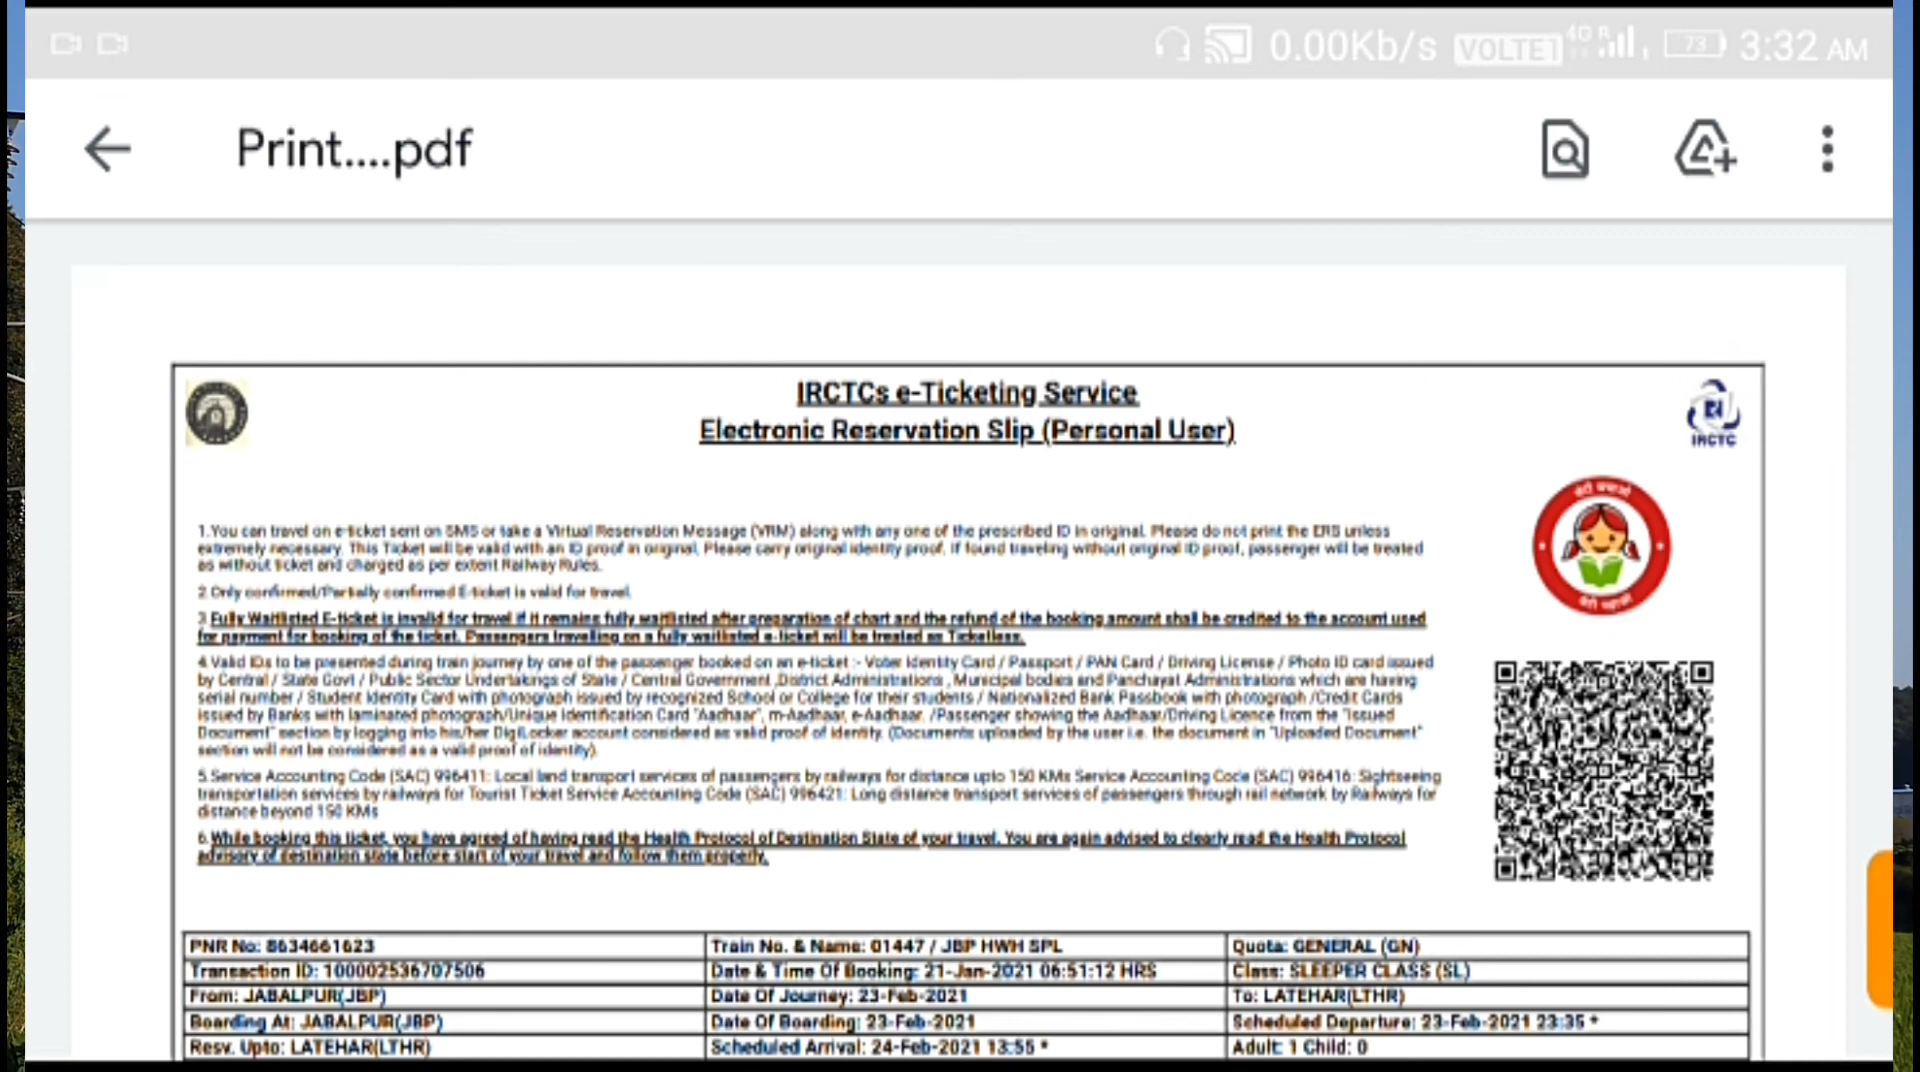 0.00Kb/s VOLTE1 4G R 73 3:32 AM
Print....pdf
IRCTCs e-Ticketing Service
Electronic Reservation Slip (Personal User)
IRCTC
1.You can travel on e-ticket sent on SMS or take a Virtual Reservation Message (VRM) along with any one of the prescribed ID in original. Please do not print the ERS unless
extremely necessary. This Ticket will be valid with an ID proof in original. Please carry original identity proof. If found traveling without original ID proof, passenger will be treated
as without ticket and charged as per extent Railway Rules.
2.Only confirmed/Partially confirmed E-ticket is valid for travel.
3.Fully Waitlisted E-ticket is invalid for travel if it remains fully waitlisted after preparation of chart and the refund of the booking amount shall be credited to the account used
for payment for booking of the ticket. Passengers travelling on a fully waitlisted e-ticket will be treated as Ticketless.
4.Valid IDs to be presented during train journey by one of the passenger booked on an e-ticket :- Voter Identity Card / Passport / PAN Card / Driving License / Photo ID card issued
by Central / State Govt / Public Sector Undertakings of State / Central Government ,District Administrations , Municipal bodies and Panchayat Administrations which are having
serial number / Student Identity Card with photograph issued by recognized School or College for their students / Nationalized Bank Passbook with photograph /Credit Cards
issued by Banks with laminated photograph/Unique Identification Card "Aadhaar", m-Aadhaar, e-Aadhaar. /Passenger showing the Aadhaar/Driving Licence from the "Issued
Document" section by logging into his/her DigiLocker account considered as valid proof of identity. (Documents uploaded by the user i.e. the document in "Uploaded Document"
section will not be considered as a valid proof of identity).
5.Service Accounting Code (SAC) 996411: Local land transport services of passengers by railways for distance upto 150 KMs Service Accounting Code (SAC) 996416: Sightseeing
transportation services by railways for Tourist Ticket Service Accounting Code (SAC) 996421: Long distance transport services of passengers through rail network by Railways for
distance beyond 150 KMs
6.While booking this ticket, you have agreed of having read the Health Protocol of Destination State of your travel. You are again advised to clearly read the Health Protocol
advisory of destination state before start of your travel and follow them properly.
बेटी बचाओ
बेटी पढ़ाओ
PNR No: 8634661623 Train No. & Name: 01447 / JBP HWH SPL Quota: GENERAL (GN)
Transaction ID: 100002536707506 Date & Time Of Booking: 21-Jan-2021 06:51:12 HRS Class: SLEEPER CLASS (SL)
From: JABALPUR(JBP) Date Of Journey: 23-Feb-2021 To: LATEHAR(LTHR)
Boarding At: JABALPUR(JBP) Date Of Boarding: 23-Feb-2021 Scheduled Departure: 23-Feb-2021 23:35 *
Resv. Upto: LATEHAR(LTHR) Scheduled Arrival: 24-Feb-2021 13:55 * Adult: 1 Child: 0